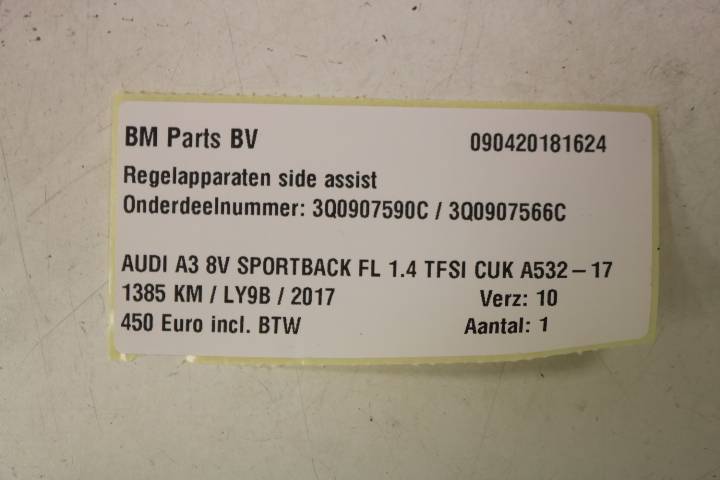 BM Parts BV 090420181624
Regelapparaten side assist
Onderdeelnummer: 3Q0907590C / 3Q0907566C
AUDI A3 8V SPORTBACK FL 1.4 TFSI CUK A532-17
1385 KM / LY9B / 2017 Verz: 10
450 Euro incl. BTW Aantal: 1